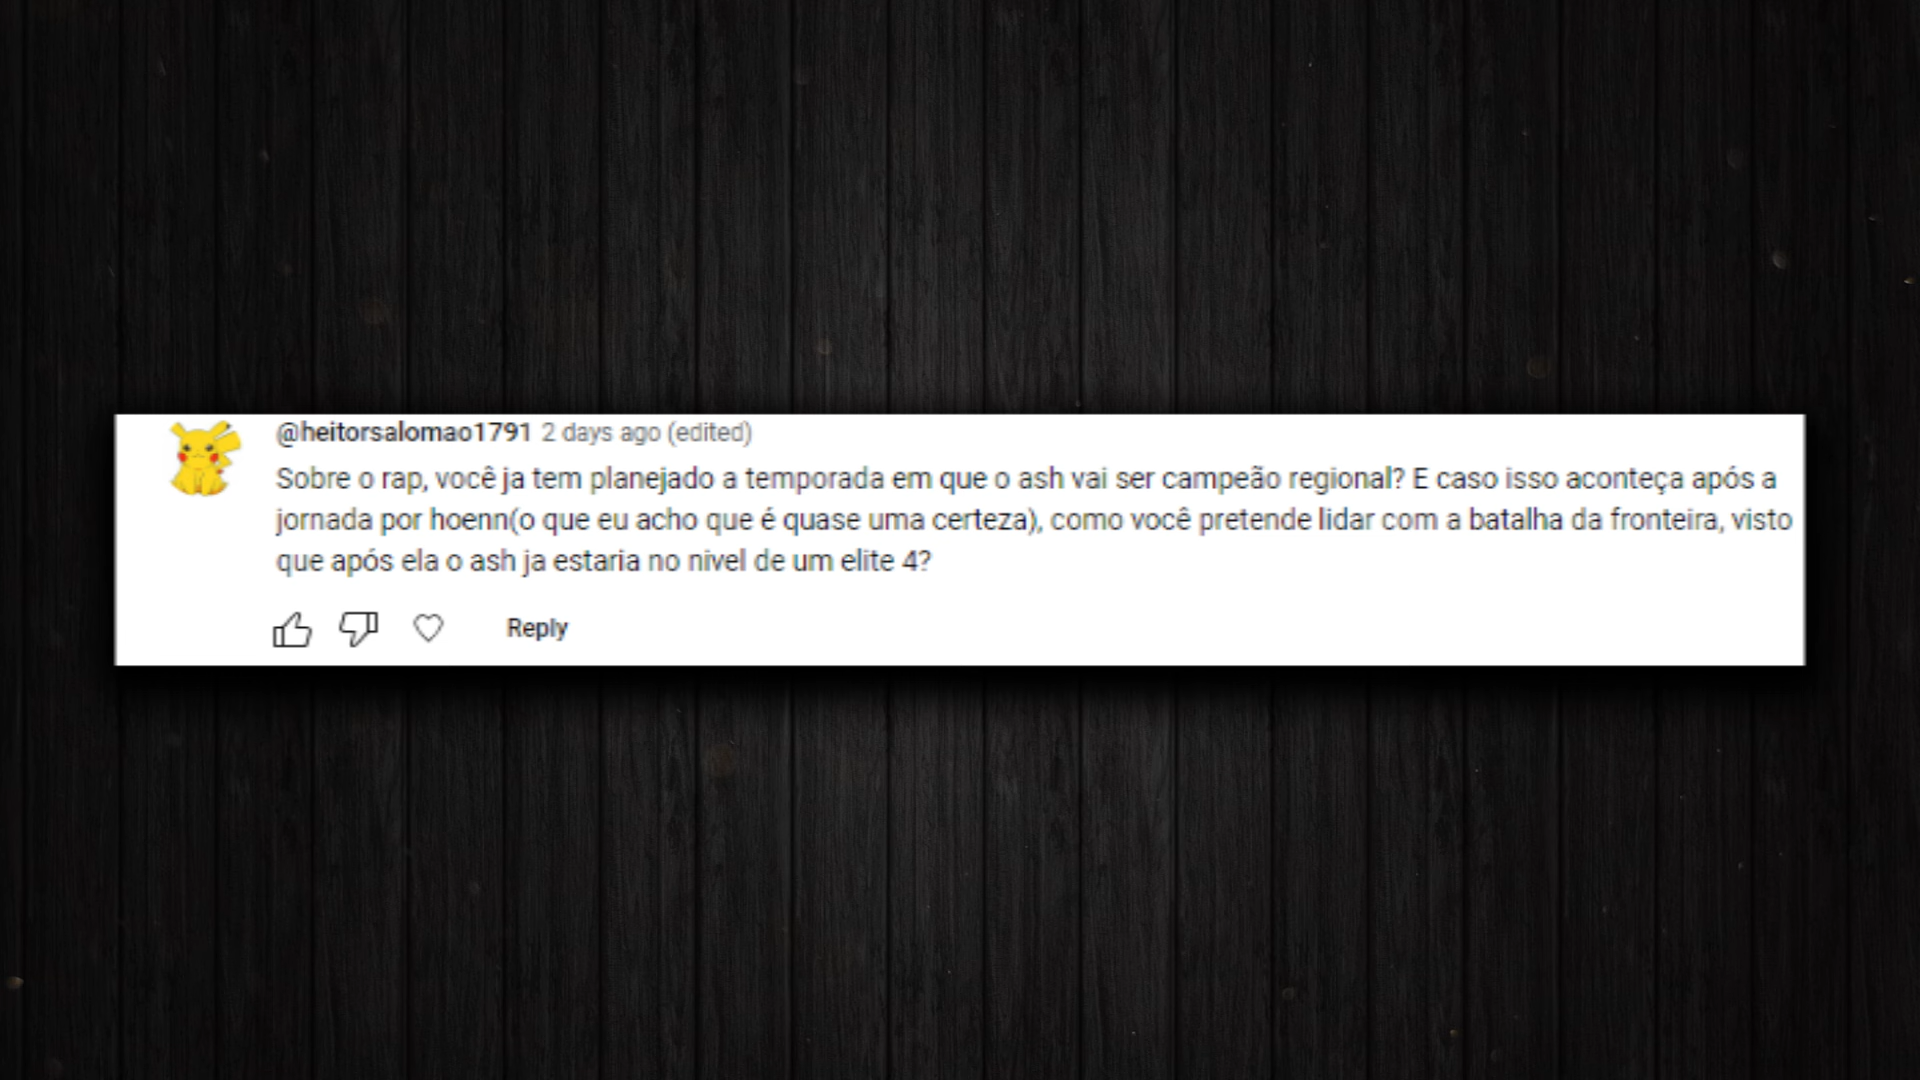 @heitorsalomao1791 2 days ago (edited)
Sobre o rap, você ja tem planejado a temporada em que o ash vai ser campeão regional? E caso isso aconteça após a
jornada por hoenn(o que eu acho que é quase uma certeza), como você pretende lidar com a batalha da fronteira, visto
que após ela o ash ja estaria no nivel de um elite 4?
Reply